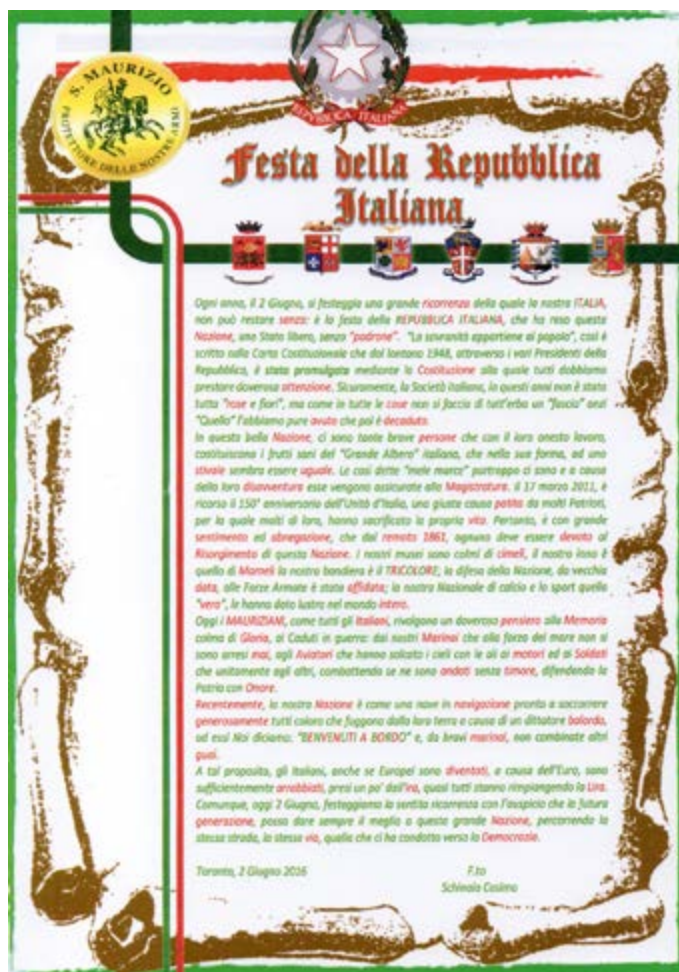 S. MAURIZIO
PROTETTORE DELLE NOSTRE ARMI
REPVBBLICA ITALIANA
Festa della Repubblica
Italiana
Ogni anno, il 2 Giugno, si festeggia una grande ricorrenza della quale la nostra ITALIA,
non può restare senza: è la festa della REPUBBLICA ITALIANA, che ha reso questa
Nazione, uno Stato libero, senza "padrone". "La sovranità appartiene al popolo", così è
scritto sulla Carta Costituzionale che dal lontano 1948, attraverso i vari Presidenti della
Repubblica, è stata promulgata mediante la Costituzione alla quale tutti dobbiamo
prestare doverosa attenzione. Sicuramente, la Società italiana, in questi anni non è stata
tutta "rose e fiori", ma come in tutte le cose non si faccia di tutt'erba un "fascio" anzi
"Quello" l'abbiamo pure avuto che poi è decaduto.
In questa bella Nazione, ci sono tante brave persone che con il loro onesto lavoro,
costituiscono i frutti sani del "Grande Albero" italiano, che nella sua forma, ad uno
stivale sembra essere uguale. Le così dette "mele marce" purtroppo ci sono e a causa
della loro disavventura esse vengono assicurate alla Magistratura. Il 17 marzo 2011, è
ricorso il 150° anniversario dell'Unità d'Italia, una giusta causa patita da molti Patrioti,
per la quale molti di loro, hanno sacrificato la propria vita. Pertanto, è con grande
sentimento ed abnegazione, che dal remoto 1861, ognuno deve essere devoto al
Risorgimento di questa Nazione. I nostri musei sono colmi di cimeli, il nostro inno è
quello di Mameli la nostra bandiera è il TRICOLORE; la difesa della Nazione, da vecchia
data, alle Forze Armate è stata affidata; la nostra Nazionale di calcio e lo sport quello
"vero", le hanno dato lustro nel mondo intero.
Oggi i MAURIZIANI, come tutti gli Italiani, rivolgono un doveroso pensiero alla Memoria
colma di Gloria, ai Caduti in guerra: dai nostri Marinai che alla forza del mare non si
sono arresi mai, agli Aviatori che hanno solcato i cieli con le ali ai motori ed ai Soldati
che unitamente agli altri, combattendo se ne sono andati senza timore, difendendo la
Patria con Onore.
Recentemente, la nostra Nazione è come una nave in navigazione pronta a soccorrere
generosamente tutti coloro che fuggono dalla loro terra a causa di un dittatore balordo,
ad essi Noi diciamo: "BENVENUTI A BORDO" e, da bravi marinai, non combinate altri
guai.
A tal proposito, gli Italiani, anche se Europei sono diventati, a causa dell'Euro, sono
sufficientemente arrabbiati, presi un po' dall'ira, quasi tutti stanno rimpiangendo la Lira.
Comunque, oggi 2 Giugno, festeggiamo la sentita ricorrenza con l'auspicio che la futura
generazione, possa dare sempre il meglio a questa grande Nazione, percorrendo la
stessa strada, la stessa via, quella che ci ha condotto verso la Democrazia.
Taranto, 2 Giugno 2016
F.to
Schinaia Cosimo